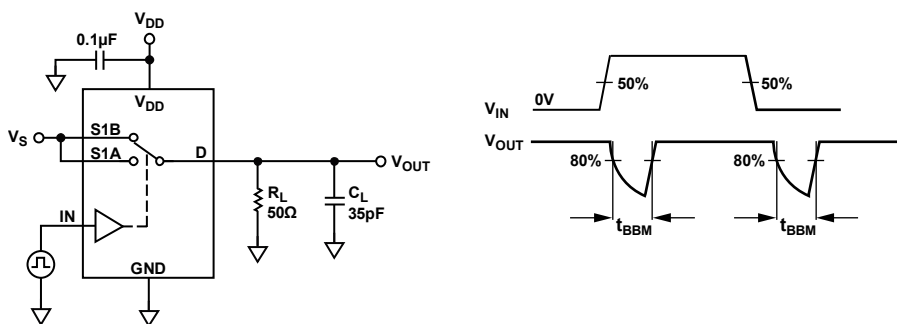 V_DD
0.1µF
V_DD
V_S
S1B
S1A
D
V_OUT
IN
R_L
50Ω
C_L
35pF
GND
V_IN
0V
50%
50%
V_OUT
80%
80%
t_BBM
t_BBM